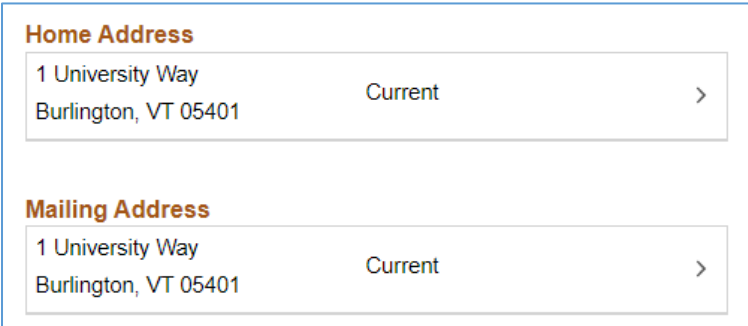 Home Address
1 University Way
Current
Burlington, VT 05401
Mailing Address
1 University Way
Current
Burlington, VT 05401